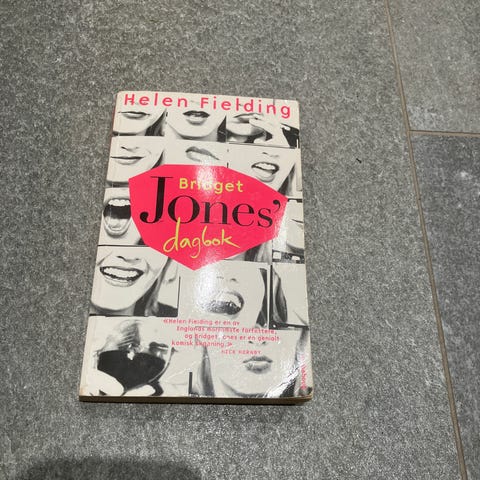 Helen Fielding
Bridget
Jones'
dagbok
«Helen Fielding er en av
Englands morsomste forfattere,
og Bridget Jones er en genialt
komisk skapning.»
NICK HORNBY